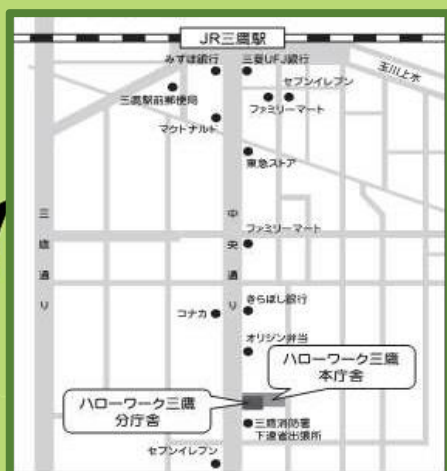 JR三鷹駅
みずほ銀行
三菱UFJ銀行
玉川上水
セブンイレブン
三鷹駅前郵便局
ファミリーマート
マクドナルド
東急ストア
三鷹通り
中央通り
ファミリーマート
きらぼし銀行
コナカ
オリジン弁当
ハローワーク三鷹
本庁舎
ハローワーク三鷹
分庁舎
三鷹消防署
下連雀出張所
セブンイレブン